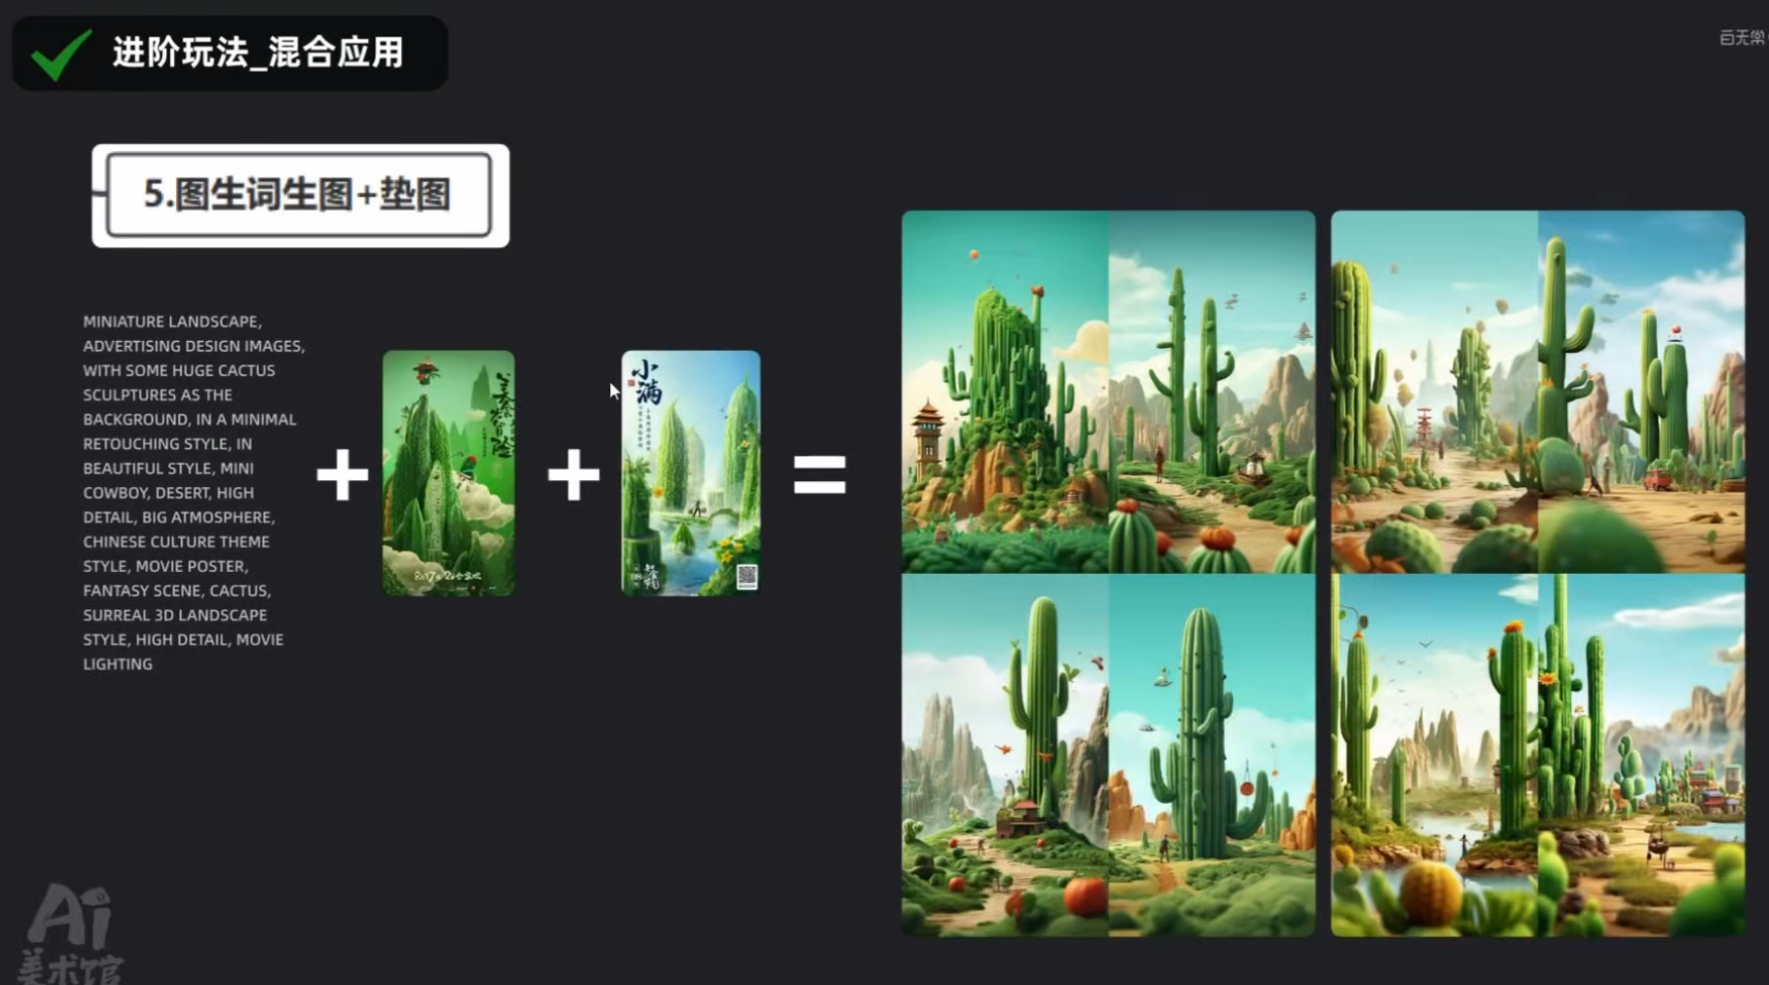 进阶玩法_混合应用
5.图生词生图+垫图
MINIATURE LANDSCAPE,
ADVERTISING DESIGN IMAGES,
WITH SOME HUGE CACTUS
SCULPTURES AS THE
BACKGROUND, IN A MINIMAL
RETOUCHING STYLE, IN
BEAUTIFUL STYLE, MINI
COWBOY, DESERT, HIGH
DETAIL, BIG ATMOSPHERE,
CHINESE CULTURE THEME
STYLE, MOVIE POSTER,
FANTASY SCENE, CACTUS,
SURREAL 3D LANDSCAPE
STYLE, HIGH DETAIL, MOVIE
LIGHTING
+
+
小满
=
Ai
美术馆